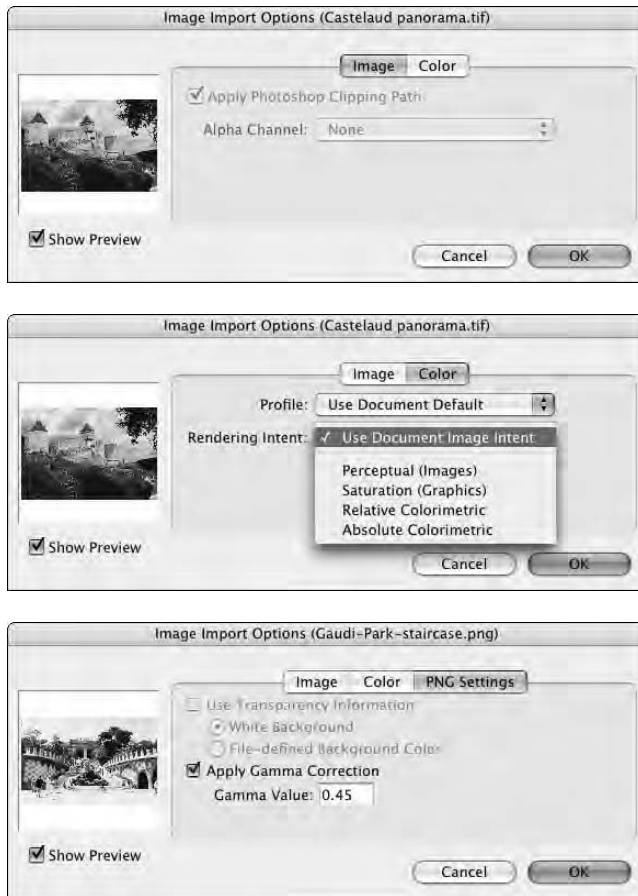 Image Import Options (Castelaud panorama.tif)
Image Color
Apply Photoshop Clipping Path
Alpha Channel: None
Show Preview
Cancel OK
Image Import Options (Castelaud panorama.tif)
Image Color
Profile: Use Document Default
Rendering Intent: ✓ Use Document Image Intent
Perceptual (Images)
Saturation (Graphics)
Relative Colorimetric
Absolute Colorimetric
Show Preview
Cancel OK
Image Import Options (Gaudi-Park-staircase.png)
Image Color PNG Settings
Use Transparency Information
White Background
File-defined Background Color
Apply Gamma Correction
Gamma Value: 0.45
Show Preview
Cancel OK